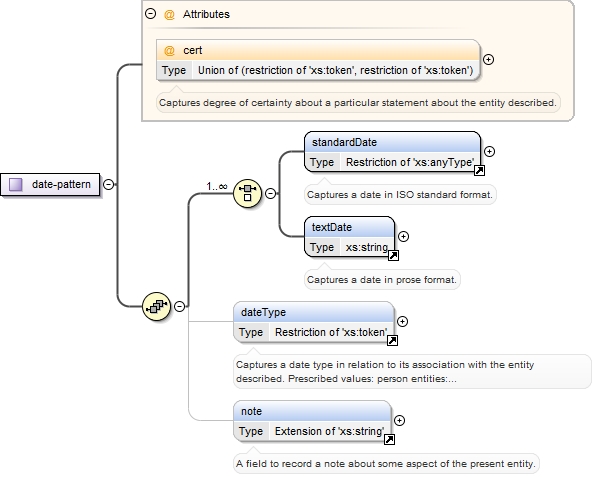 Attributes
cert
Type Union of (restriction of 'xs:token', restriction of 'xs:token')
Captures degree of certainty about a particular statement about the entity described.
date-pattern
1..∞
standardDate
Type Restriction of 'xs:anyType'
Captures a date in ISO standard format.
textDate
Type xs:string
Captures a date in prose format.
dateType
Type Restriction of 'xs:token'
Captures a date type in relation to its association with the entity
described. Prescribed values: person entities:...
note
Type Extension of 'xs:string'
A field to record a note about some aspect of the present entity.